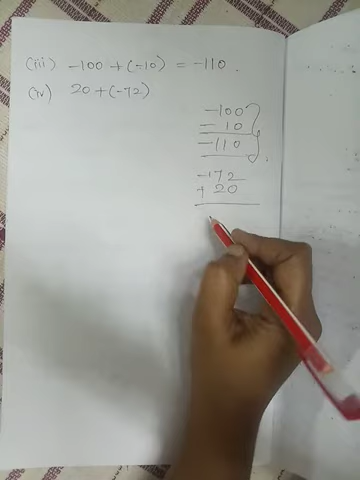 (iii) -100 + (-10) = -110.
(iv) 20 + (-72)
-100
- 10
-110
-72
+ 20